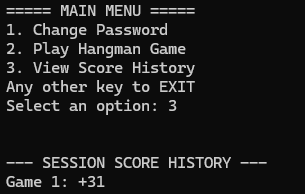 ===== MAIN MENU =====
1. Change Password
2. Play Hangman Game
3. View Score History
Any other key to EXIT
Select an option: 3
--- SESSION SCORE HISTORY ---
Game 1: +31